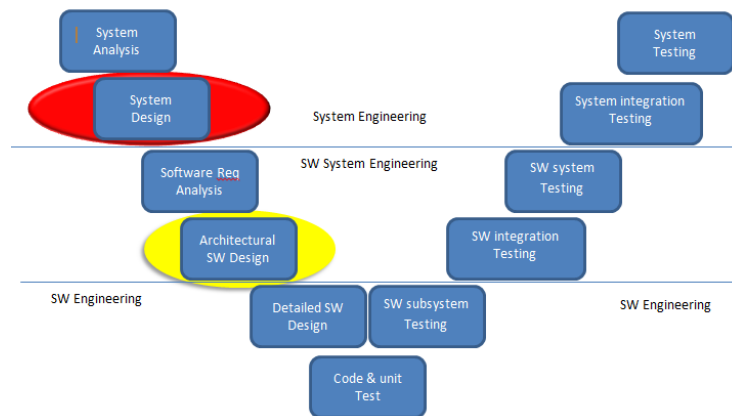 System
Analysis
System
Testing
System
Design
System integration
Testing
System Engineering
Software Req
Analysis
SW System Engineering
SW system
Testing
Architectural
SW Design
SW integration
Testing
SW Engineering
Detailed SW
Design
SW subsystem
Testing
SW Engineering
Code & unit
Test